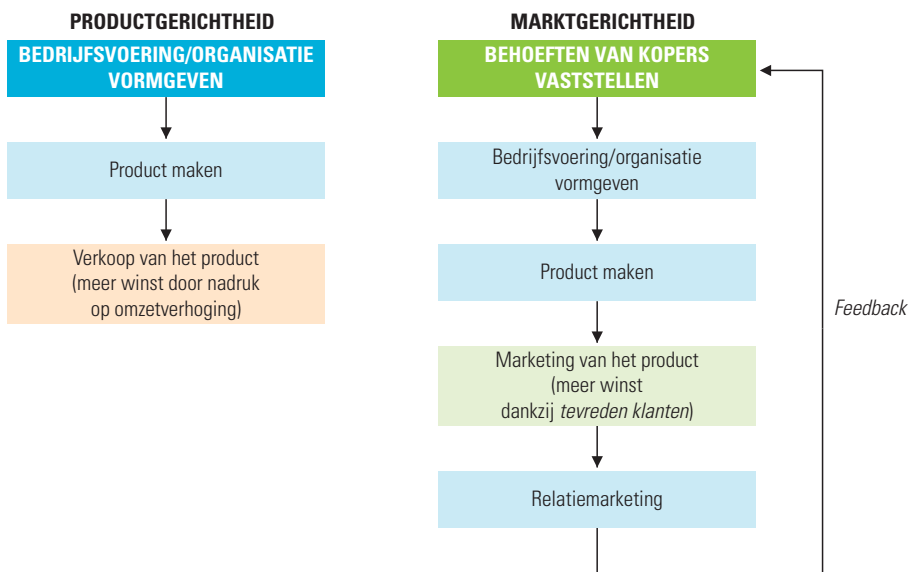 PRODUCTGERICHTHEID
BEDRIJFSVOERING/ORGANISATIE
VORMGEVEN
Product maken
Verkoop van het product
(meer winst door nadruk
op omzetverhoging)
MARKTGERICHTHEID
BEHOEFTEN VAN KOPERS
VASTSTELLEN
Bedrijfsvoering/organisatie
vormgeven
Product maken
Marketing van het product
(meer winst
dankzij tevreden klanten)
Relatiemarketing
Feedback